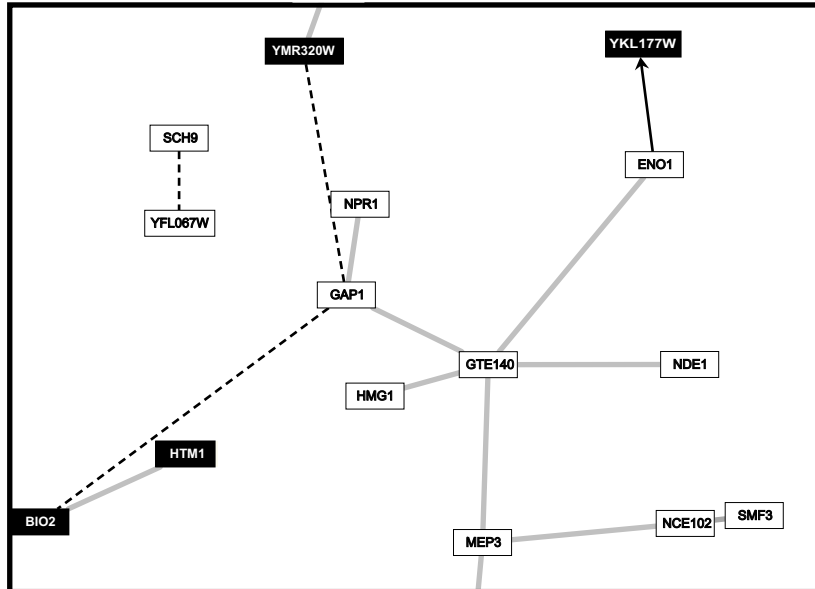 YMR320W
YKL177W
SCH9
ENO1
NPR1
YFL067W
GAP1
GTE140
NDE1
HMG1
HTM1
BIO2
NCE102
SMF3
MEP3